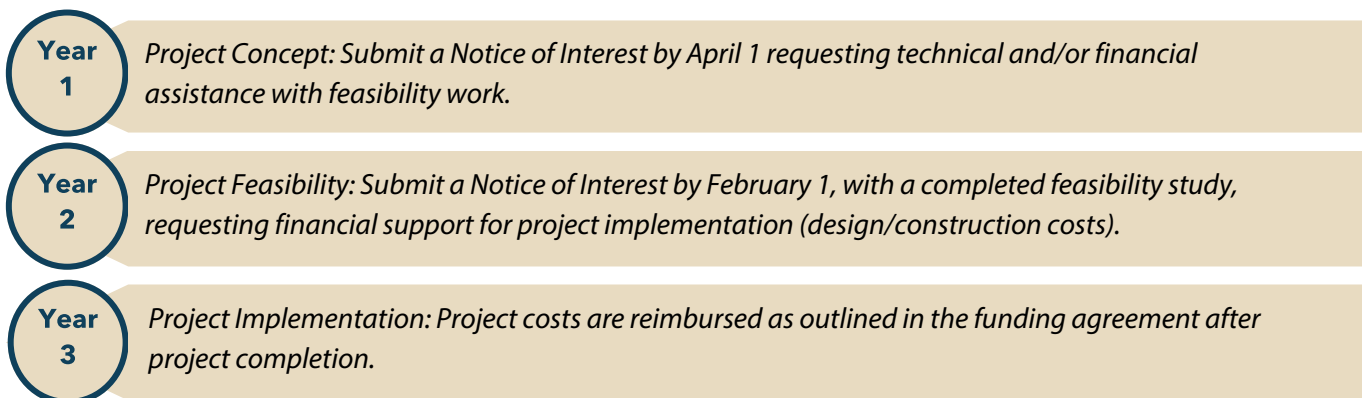 Year
1
Project Concept: Submit a Notice of Interest by April 1 requesting technical and/or financial
assistance with feasibility work.
Year
2
Project Feasibility: Submit a Notice of Interest by February 1, with a completed feasibility study,
requesting financial support for project implementation (design/construction costs).
Year
3
Project Implementation: Project costs are reimbursed as outlined in the funding agreement after
project completion.